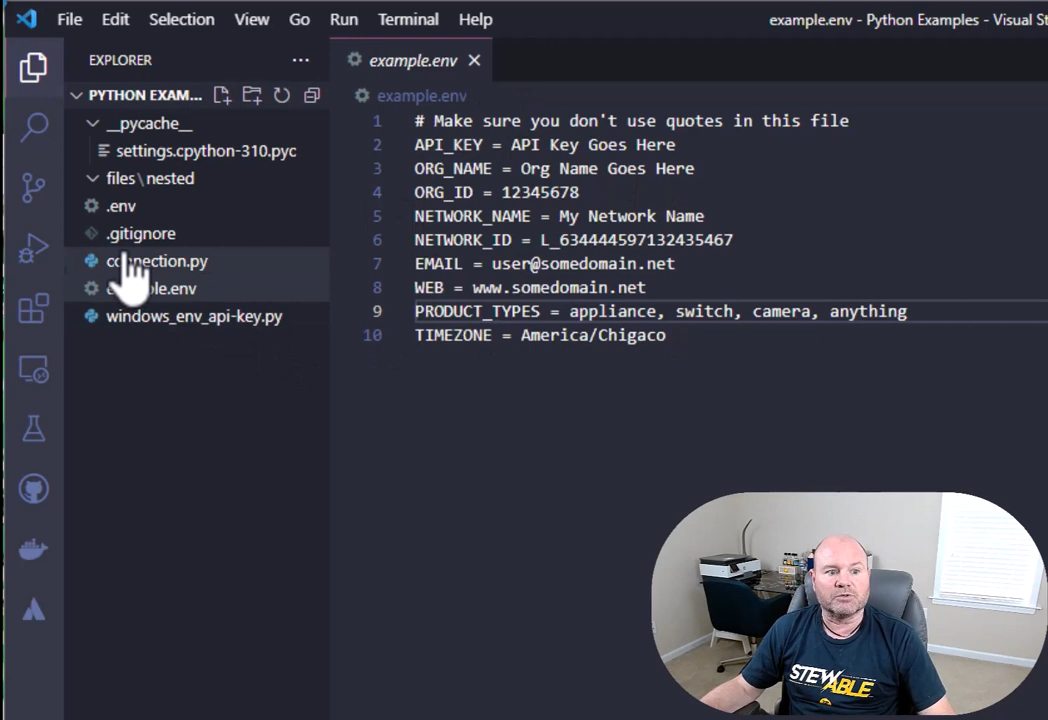 File Edit Selection View Go Run Terminal Help
example.env - Python Examples - Visual St
EXPLORER
PYTHON EXAM...
__pycache__
settings.cpython-310.pyc
files\nested
.env
.gitignore
windows_env_api-key.py
example.env
example.env
1 # Make sure you don't use quotes in this file
2 API_KEY = API Key Goes Here
3 ORG_NAME = Org Name Goes Here
4 ORG_ID = 12345678
5 NETWORK_NAME = My Network Name
6 NETWORK_ID = L_634444597132435467
7 EMAIL = user@somedomain.net
8 WEB = www.somedomain.net
9 PRODUCT_TYPES = appliance, switch, camera, anything
10 TIMEZONE = America/Chigaco
STEW
ABLE